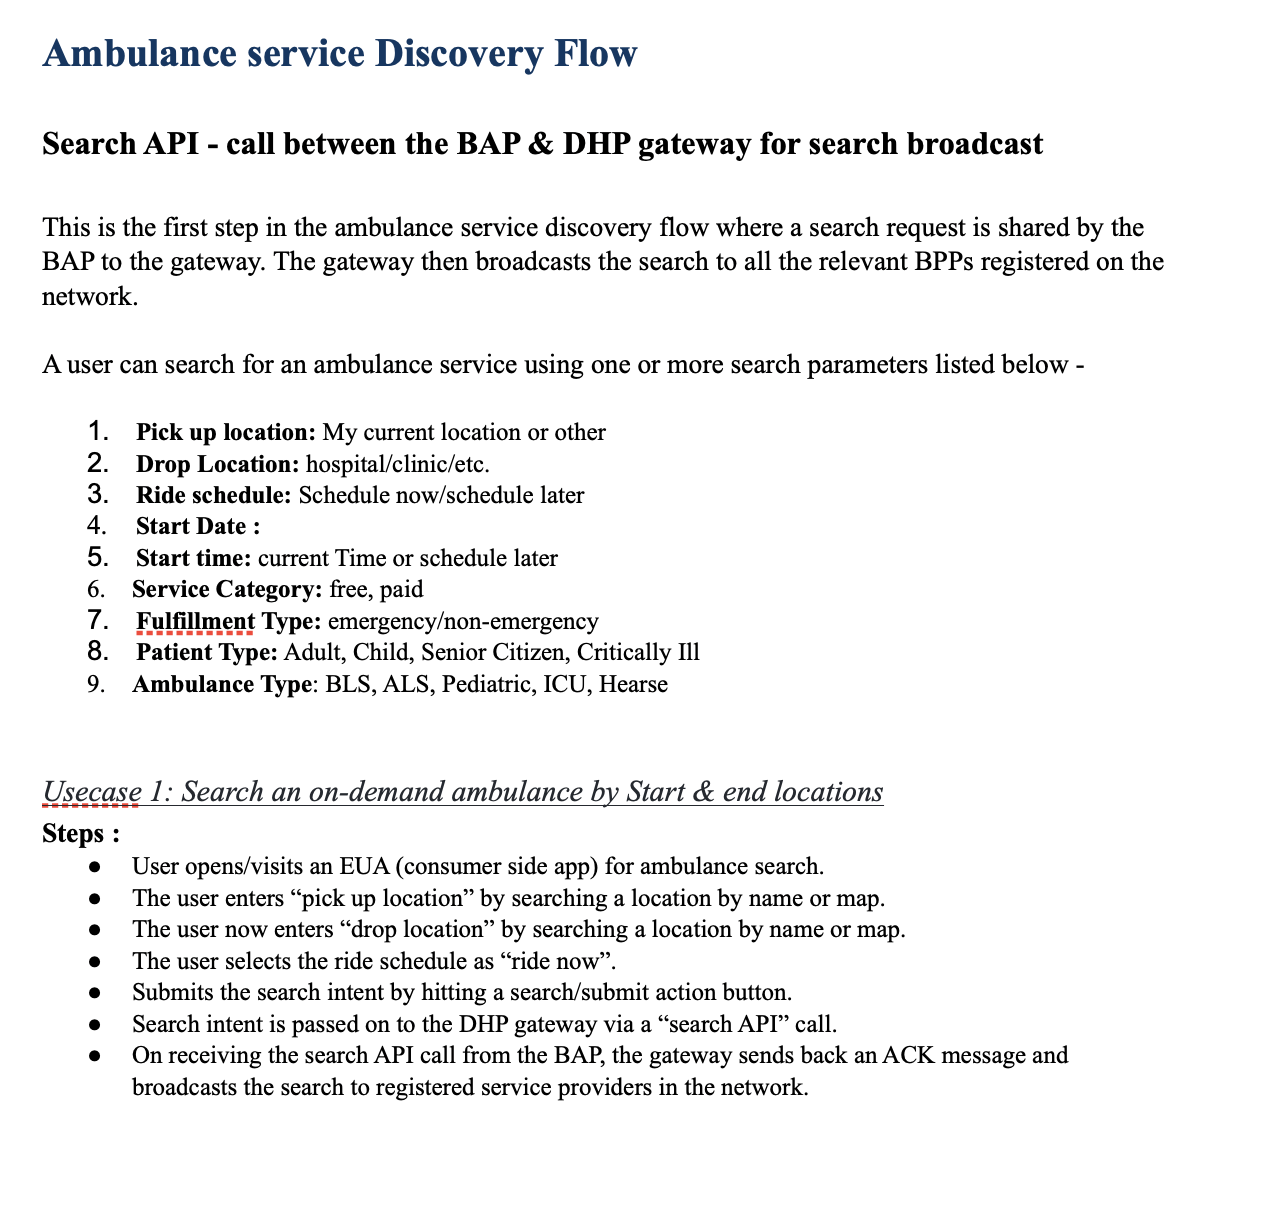 Ambulance service Discovery Flow
Search API - call between the BAP & DHP gateway for search broadcast
This is the first step in the ambulance service discovery flow where a search request is shared by the
BAP to the gateway. The gateway then broadcasts the search to all the relevant BPPs registered on the
network.
A user can search for an ambulance service using one or more search parameters listed below -
1. Pick up location: My current location or other
2. Drop Location: hospital/clinic/etc.
3. Ride schedule: Schedule now/schedule later
4. Start Date :
5. Start time: current Time or schedule later
6. Service Category: free, paid
7. Fulfillment Type: emergency/non-emergency
8. Patient Type: Adult, Child, Senior Citizen, Critically Ill
9. Ambulance Type: BLS, ALS, Pediatric, ICU, Hearse
Usecase 1: Search an on-demand ambulance by Start & end locations
Steps :
● User opens/visits an EUA (consumer side app) for ambulance search.
● The user enters “pick up location” by searching a location by name or map.
● The user now enters “drop location” by searching a location by name or map.
● The user selects the ride schedule as “ride now”.
● Submits the search intent by hitting a search/submit action button.
● Search intent is passed on to the DHP gateway via a “search API” call.
● On receiving the search API call from the BAP, the gateway sends back an ACK message and
broadcasts the search to registered service providers in the network.